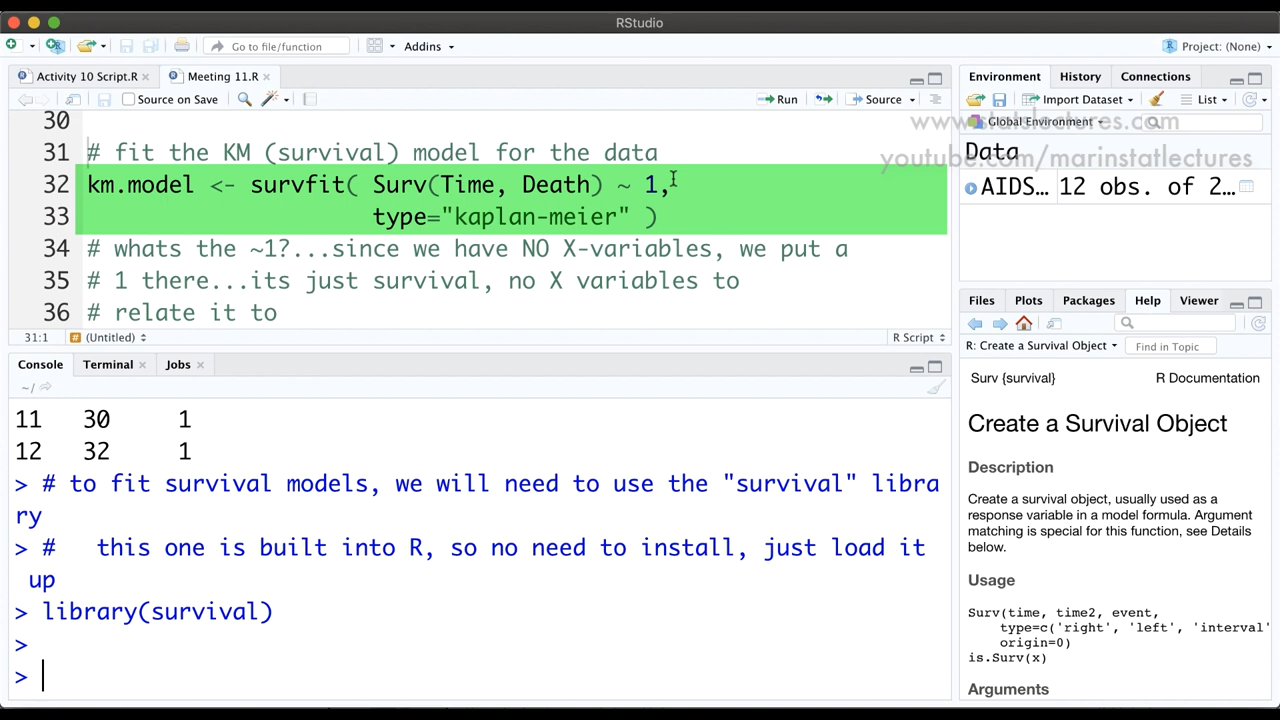 RStudio
Go to file/function
Addins
Project: (None)
Activity 10 Script.R
Meeting 11.R
Source on Save
Run
Source
30
31 # fit the KM (survival) model for the data
32 km.model <- survfit( Surv(Time, Death) ~ 1,
33 type="kaplan-meier" )
34 # whats the ~1?...since we have NO X-variables, we put a
35 # 1 there...its just survival, no X variables to
36 # relate it to
31:1
(Untitled)
R Script
Console
Terminal
Jobs
~/
11 30 1
12 32 1
> # to fit survival models, we will need to use the "survival" libra
ry
> # this one is built into R, so no need to install, just load it
up
> library(survival)
>
>
Environment
History
Connections
Import Dataset
List
Global Environment
www.statslectures.com
Data
youtube.com/marinstatlectures
AIDS... 12 obs. of 2...
Files
Plots
Packages
Help
Viewer
R: Create a Survival Object
Find in Topic
Surv {survival}
R Documentation
Create a Survival Object
Description
Create a survival object, usually used as a
response variable in a model formula. Argument
matching is special for this function, see Details
below.
Usage
Surv(time, time2, event,
type=c('right', 'left', 'interval'
origin=0)
is.Surv(x)
Arguments